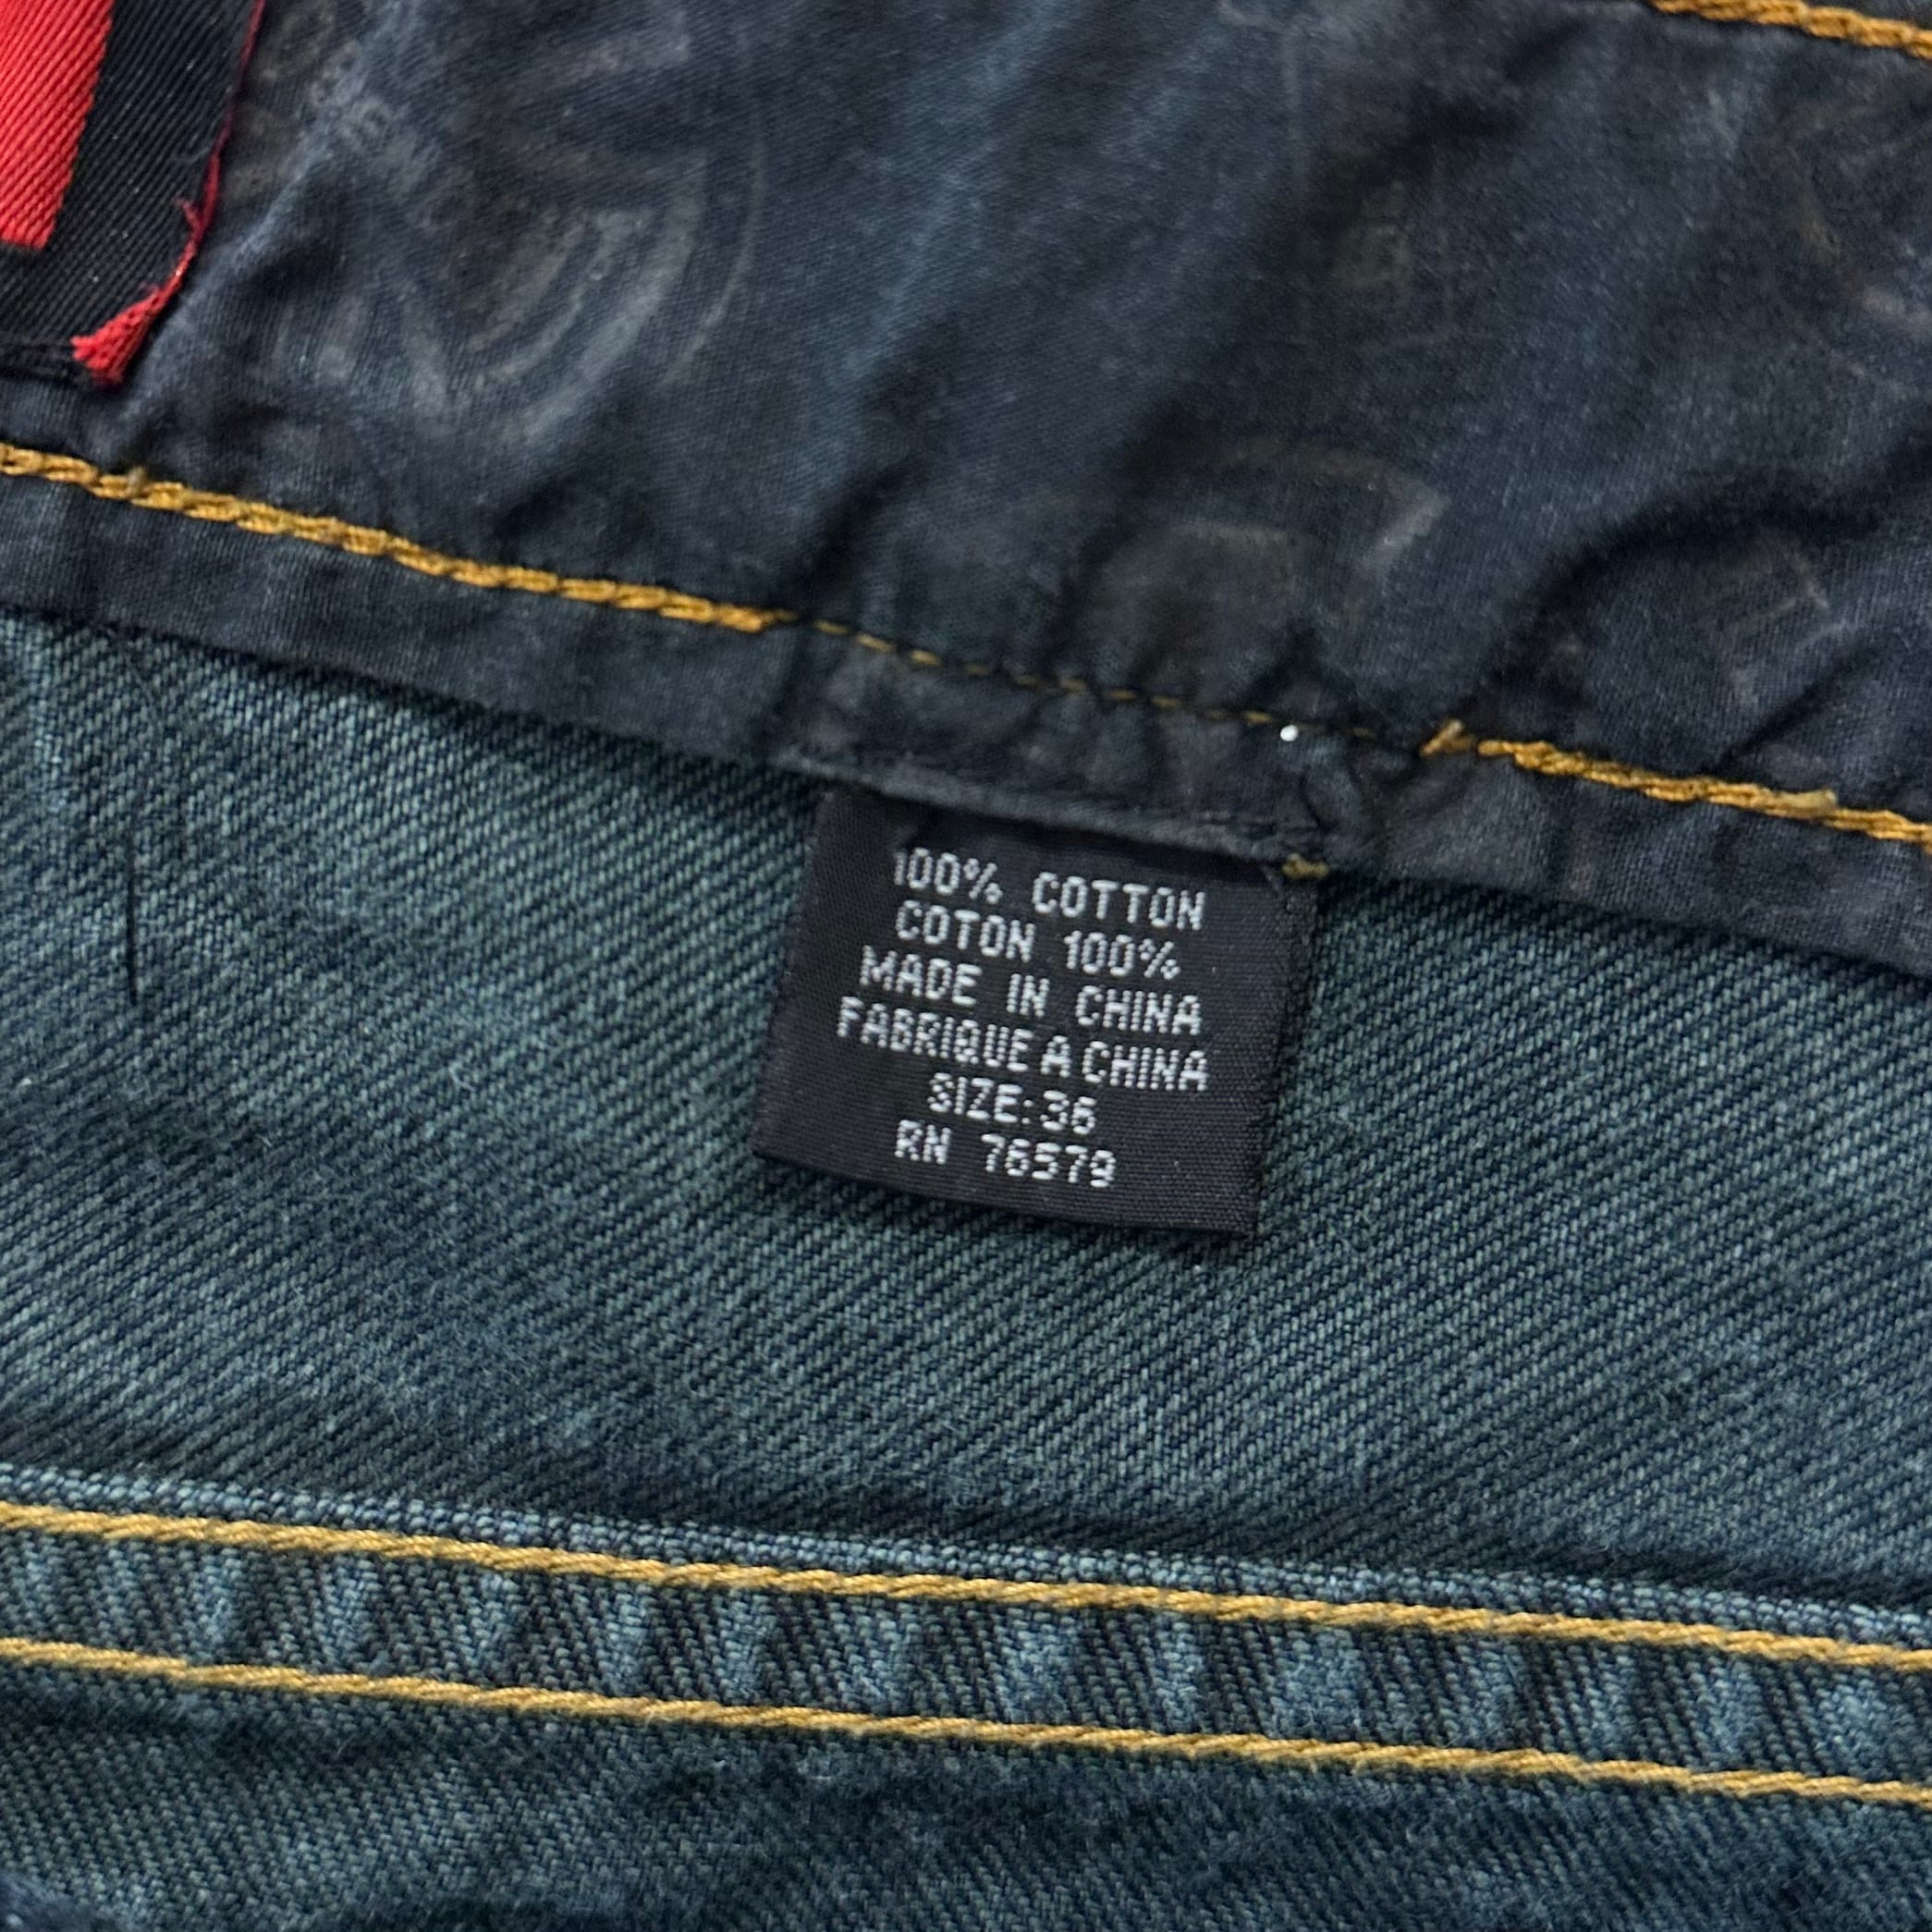 100% COTTON
COTON 100%
MADE IN CHINA
FABRIQUE A CHINA
SIZE: 36
RN 76579